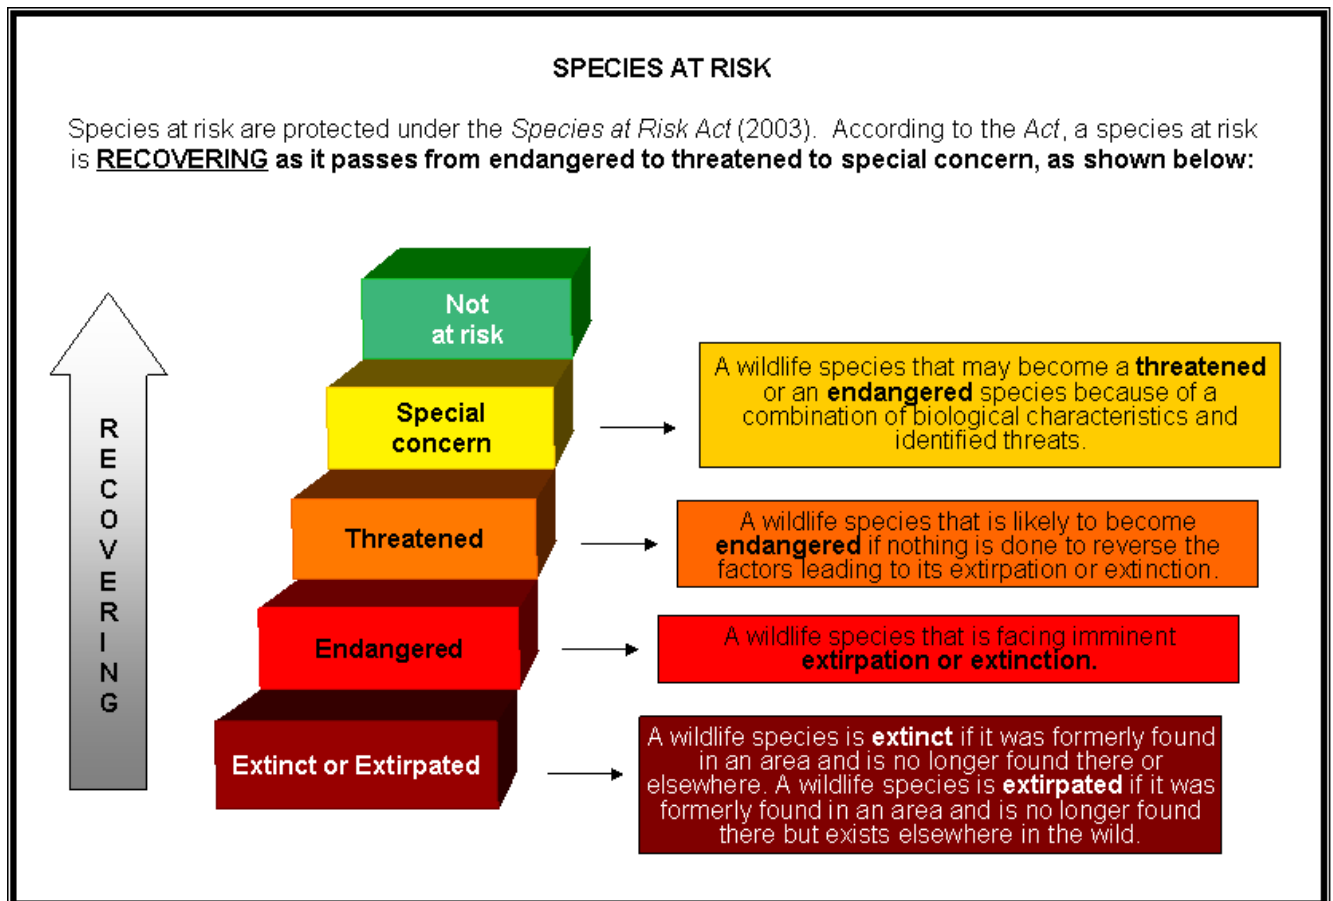 SPECIES AT RISK
Species at risk are protected under the Species at Risk Act (2003). According to the Act, a species at risk
is RECOVERING as it passes from endangered to threatened to special concern, as shown below:
RECOVERING
Not
at risk
Special
concern
A wildlife species that may become a threatened
or an endangered species because of a
combination of biological characteristics and
identified threats.
Threatened
A wildlife species that is likely to become
endangered if nothing is done to reverse the
factors leading to its extirpation or extinction.
Endangered
A wildlife species that is facing imminent
extirpation or extinction.
Extinct or Extirpated
A wildlife species is extinct if it was formerly found
in an area and is no longer found there or
elsewhere. A wildlife species is extirpated if it was
formerly found in an area and is no longer found
there but exists elsewhere in the wild.